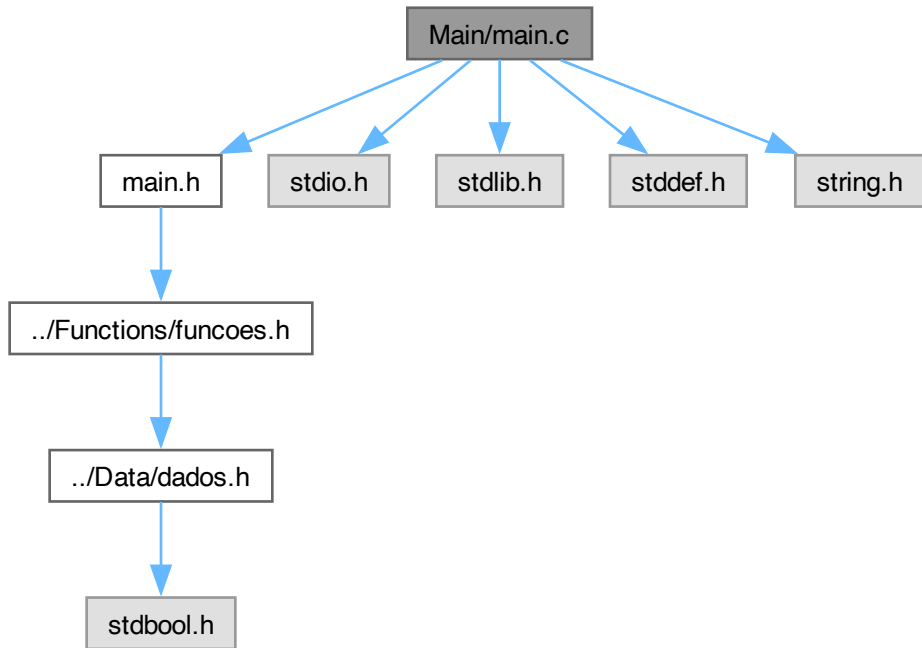 Main/main.c
main.h
stdio.h
stdlib.h
stddef.h
string.h
../Functions/funcoes.h
../Data/dados.h
stdbool.h